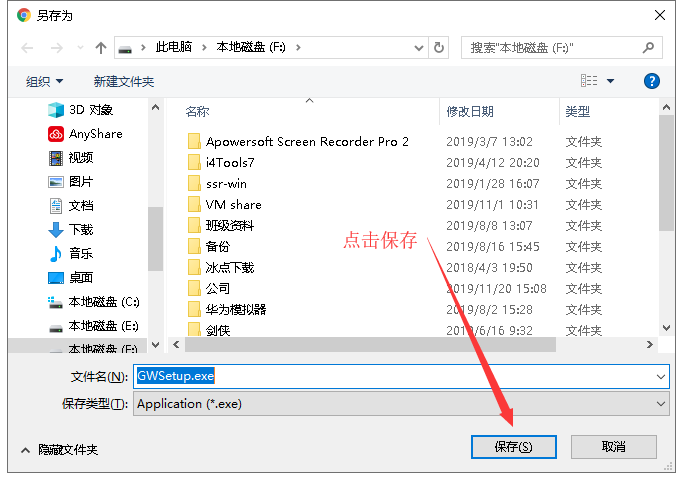 另存为
此电脑 > 本地磁盘 (F:) >
搜索"本地磁盘 (F:)"
组织 新建文件夹
3D 对象
AnyShare
视频
图片
文档
下载
音乐
桌面
本地磁盘 (C:)
本地磁盘 (E:)
本地磁盘 (F:)
名称 修改日期 类型
Apowersoft Screen Recorder Pro 2 2019/3/7 13:02 文件夹
i4Tools7 2019/4/12 20:20 文件夹
ssr-win 2019/1/28 16:07 文件夹
VM share 2019/11/1 10:31 文件夹
班级资料 2019/8/8 13:07 文件夹
备份 2019/8/16 15:45 文件夹
冰点下载 2018/4/3 19:50 文件夹
公司 2019/11/20 15:08 文件夹
华为模拟器 2019/8/2 15:28 文件夹
剑侠 2019/6/16 9:32 文件夹
点击保存
文件名(N): GWSetup.exe
保存类型(T): Application (*.exe)
隐藏文件夹
保存(S) 取消